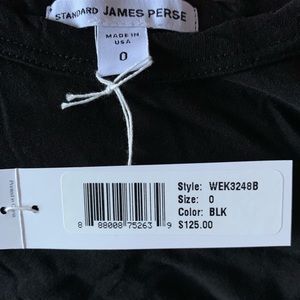 STANDARD JAMES PERSE
MADE IN
USA
0
Style: WEK3248B
Size: 0
Color: BLK
$125.00
8 88008 75263 9